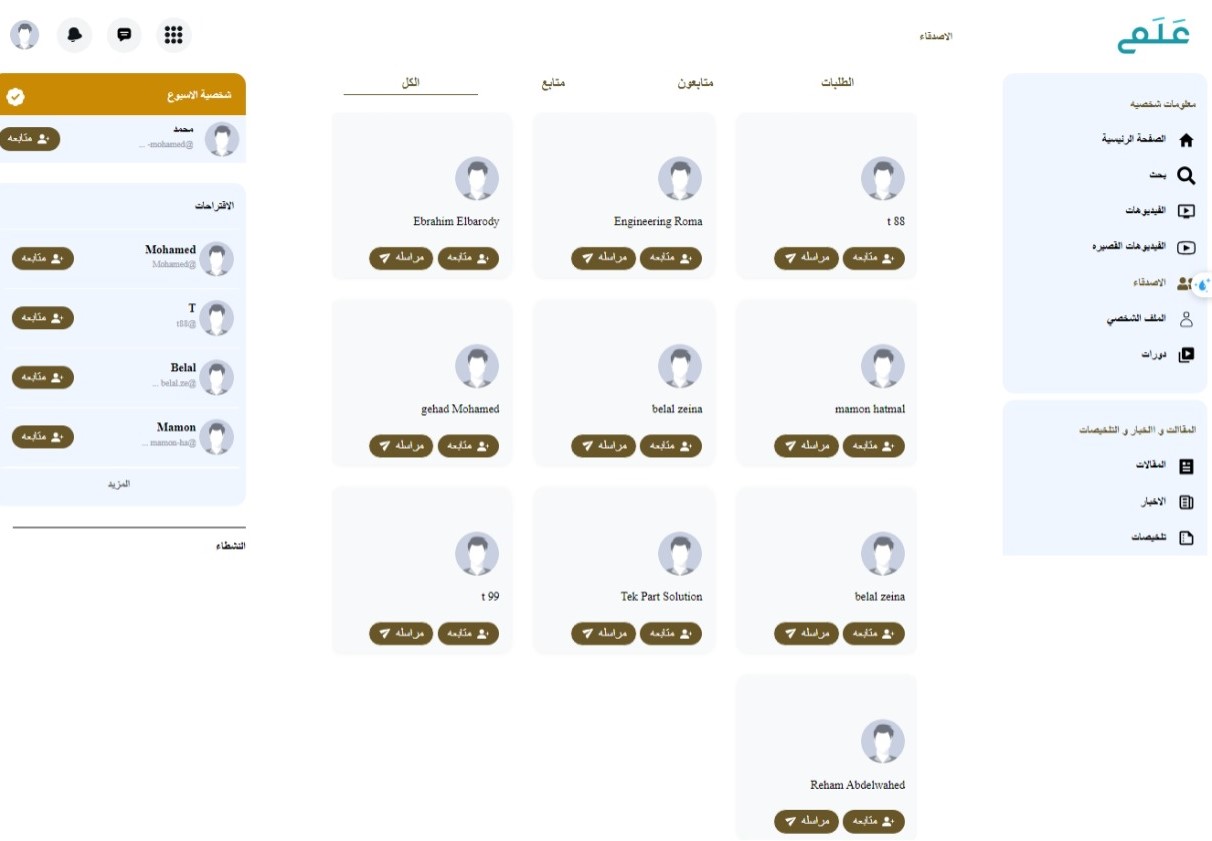 عَلَمي
الاصدقاء
معلومات شخصيه
الصفحة الرئيسية
بحث
الفيديوهات
الفيديوهات القصيره
الاصدقاء
الملف الشخصي
دورات
المقالات و الاخبار و التلخيصات
المقالات
الاخبار
تلخيصات
الطلبات
متابعون
متابع
الكل
t 88
متابعه
مراسله
Engineering Roma
متابعه
مراسله
Ebrahim Elbarody
متابعه
مراسله
mamon hatmal
متابعه
مراسله
belal zeina
متابعه
مراسله
gehad Mohamed
متابعه
مراسله
belal zeina
متابعه
مراسله
Tek Part Solution
متابعه
مراسله
t 99
متابعه
مراسله
Reham Abdelwahed
متابعه
مراسله
شخصية الاسبوع
محمد
... -mohamed@
متابعه
الاقتراحات
Mohamed
Mohamed@
متابعه
T
t88@
متابعه
Belal
... belal.ze@
متابعه
Mamon
... mamon-ha@
متابعه
المزيد
النشطاء